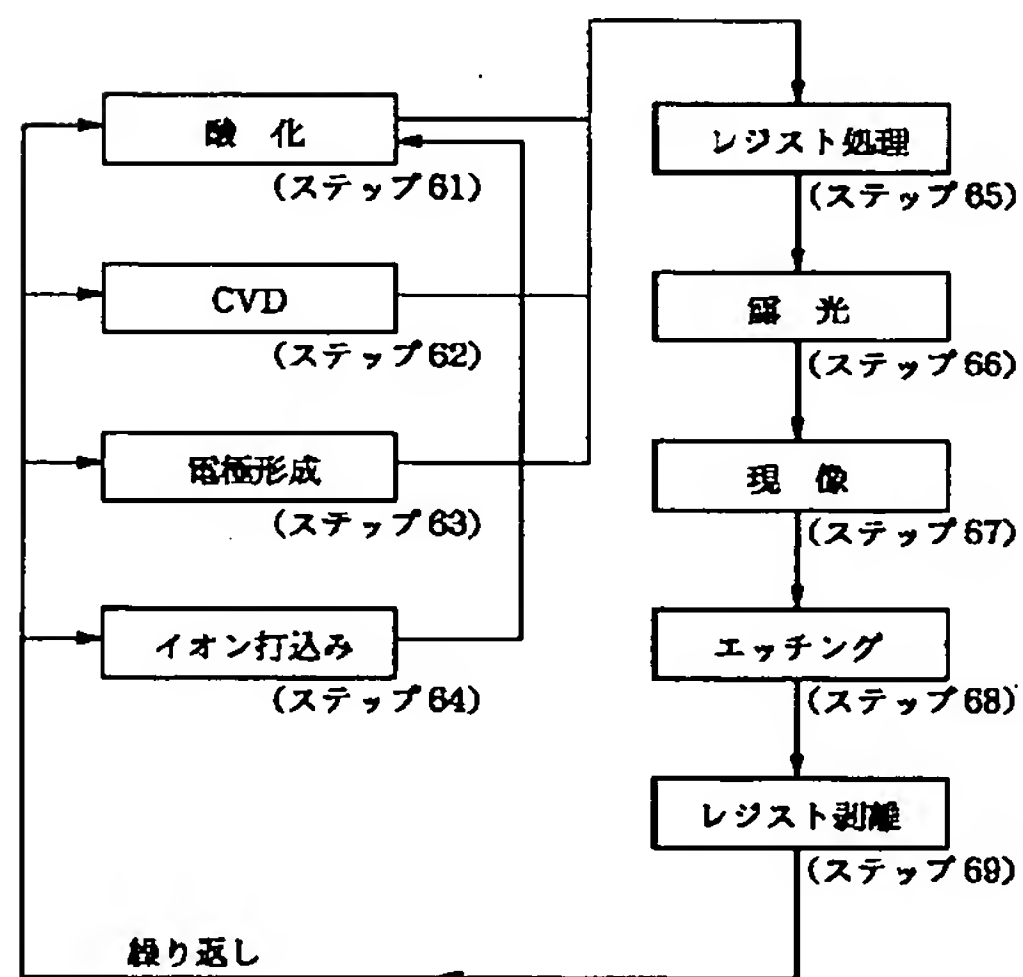 酸 化
(ステップ61)
CVD
(ステップ62)
電極形成
(ステップ63)
イオン打込み
(ステップ64)
レジスト処理
(ステップ65)
露 光
(ステップ66)
現 像
(ステップ67)
エッチング
(ステップ68)
レジスト剥離
(ステップ69)
繰り返し